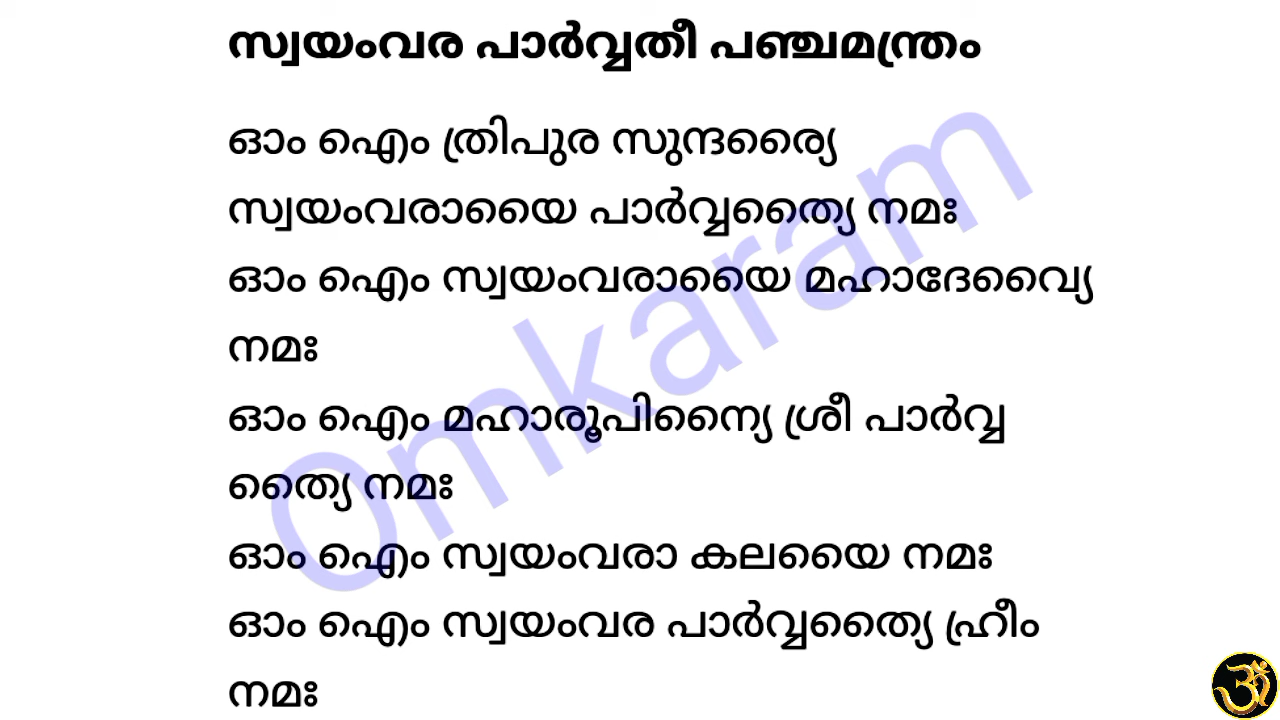 സ്വയംവര പാർവ്വതീ പഞ്ചമന്ത്രം
ഓം ഐം ത്രിപുര സുന്ദര്യൈ
സ്വയംവരായൈ പാർവ്വത്യൈ നമഃ
ഓം ഐം സ്വയംവരായൈ മഹാദേവ്യൈ
നമഃ
ഓം ഐം മഹാരൂപിന്യൈ ശ്രീ പാർവ്വ
ത്യൈ നമഃ
ഓം ഐം സ്വയംവരാ കലയൈ നമഃ
ഓം ഐം സ്വയംവര പാർവ്വത്യൈ ഹ്രീം
നമഃ
Omkaram
ॐ